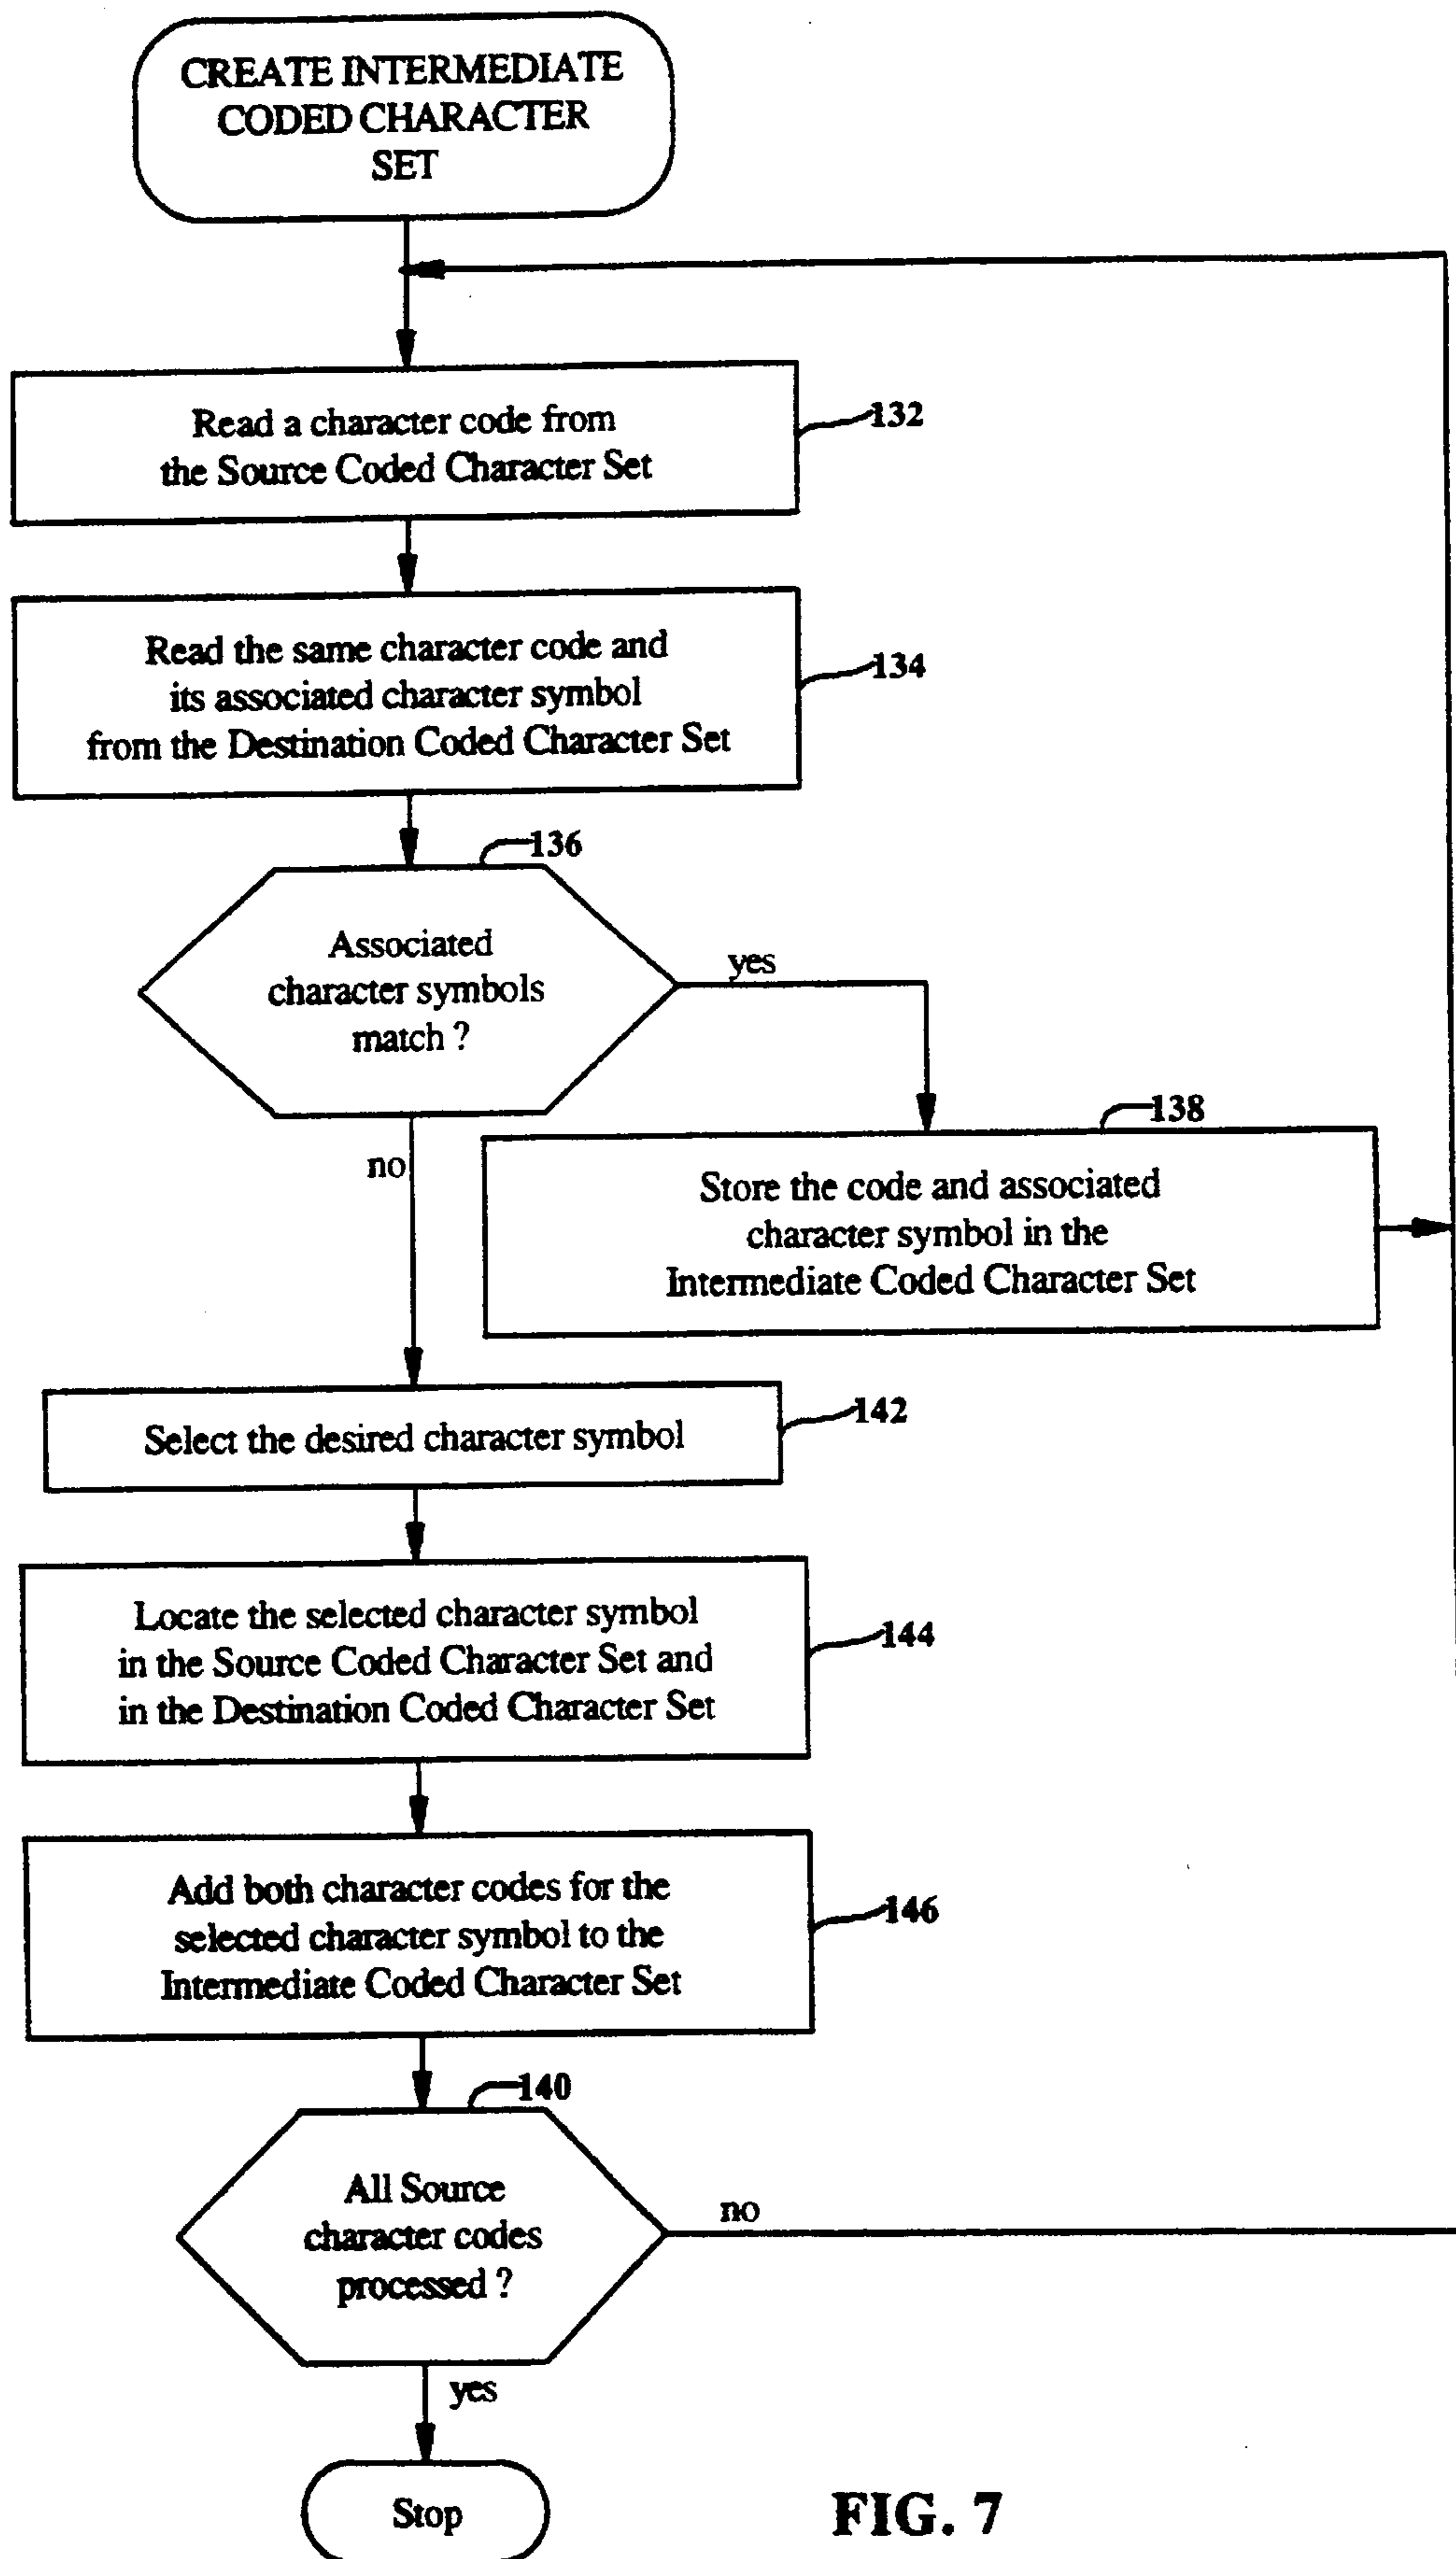 CREATE INTERMEDIATE
CODED CHARACTER
SET
Read a character code from
the Source Coded Character Set
132
Read the same character code and
its associated character symbol
from the Destination Coded Character Set
134
136
Associated
character symbols
match ?
yes
no
138
Store the code and associated
character symbol in the
Intermediate Coded Character Set
Select the desired character symbol
142
Locate the selected character symbol
in the Source Coded Character Set and
in the Destination Coded Character Set
144
Add both character codes for the
selected character symbol to the
Intermediate Coded Character Set
146
140
All Source
character codes
processed ?
no
yes
Stop
FIG. 7